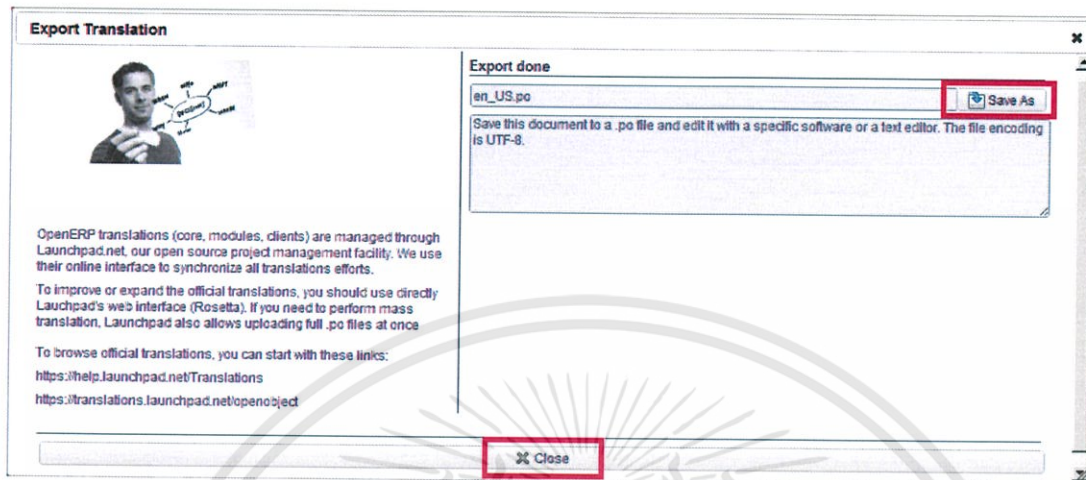 Export Translation
Export done
en_US.po
Save As
Save this document to a .po file and edit it with a specific software or a text editor. The file encoding
is UTF-8.
OpenERP translations (core, modules, clients) are managed through
Launchpad.net, our open source project management facility. We use
their online interface to synchronize all translations efforts.
To improve or expand the official translations, you should use directly
Lauchpad's web interface (Rosetta). If you need to perform mass
translation, Launchpad also allows uploading full .po files at once
To browse official translations, you can start with these links:
https://help.launchpad.net/Translations
https://translations.launchpad.net/openobject
Close